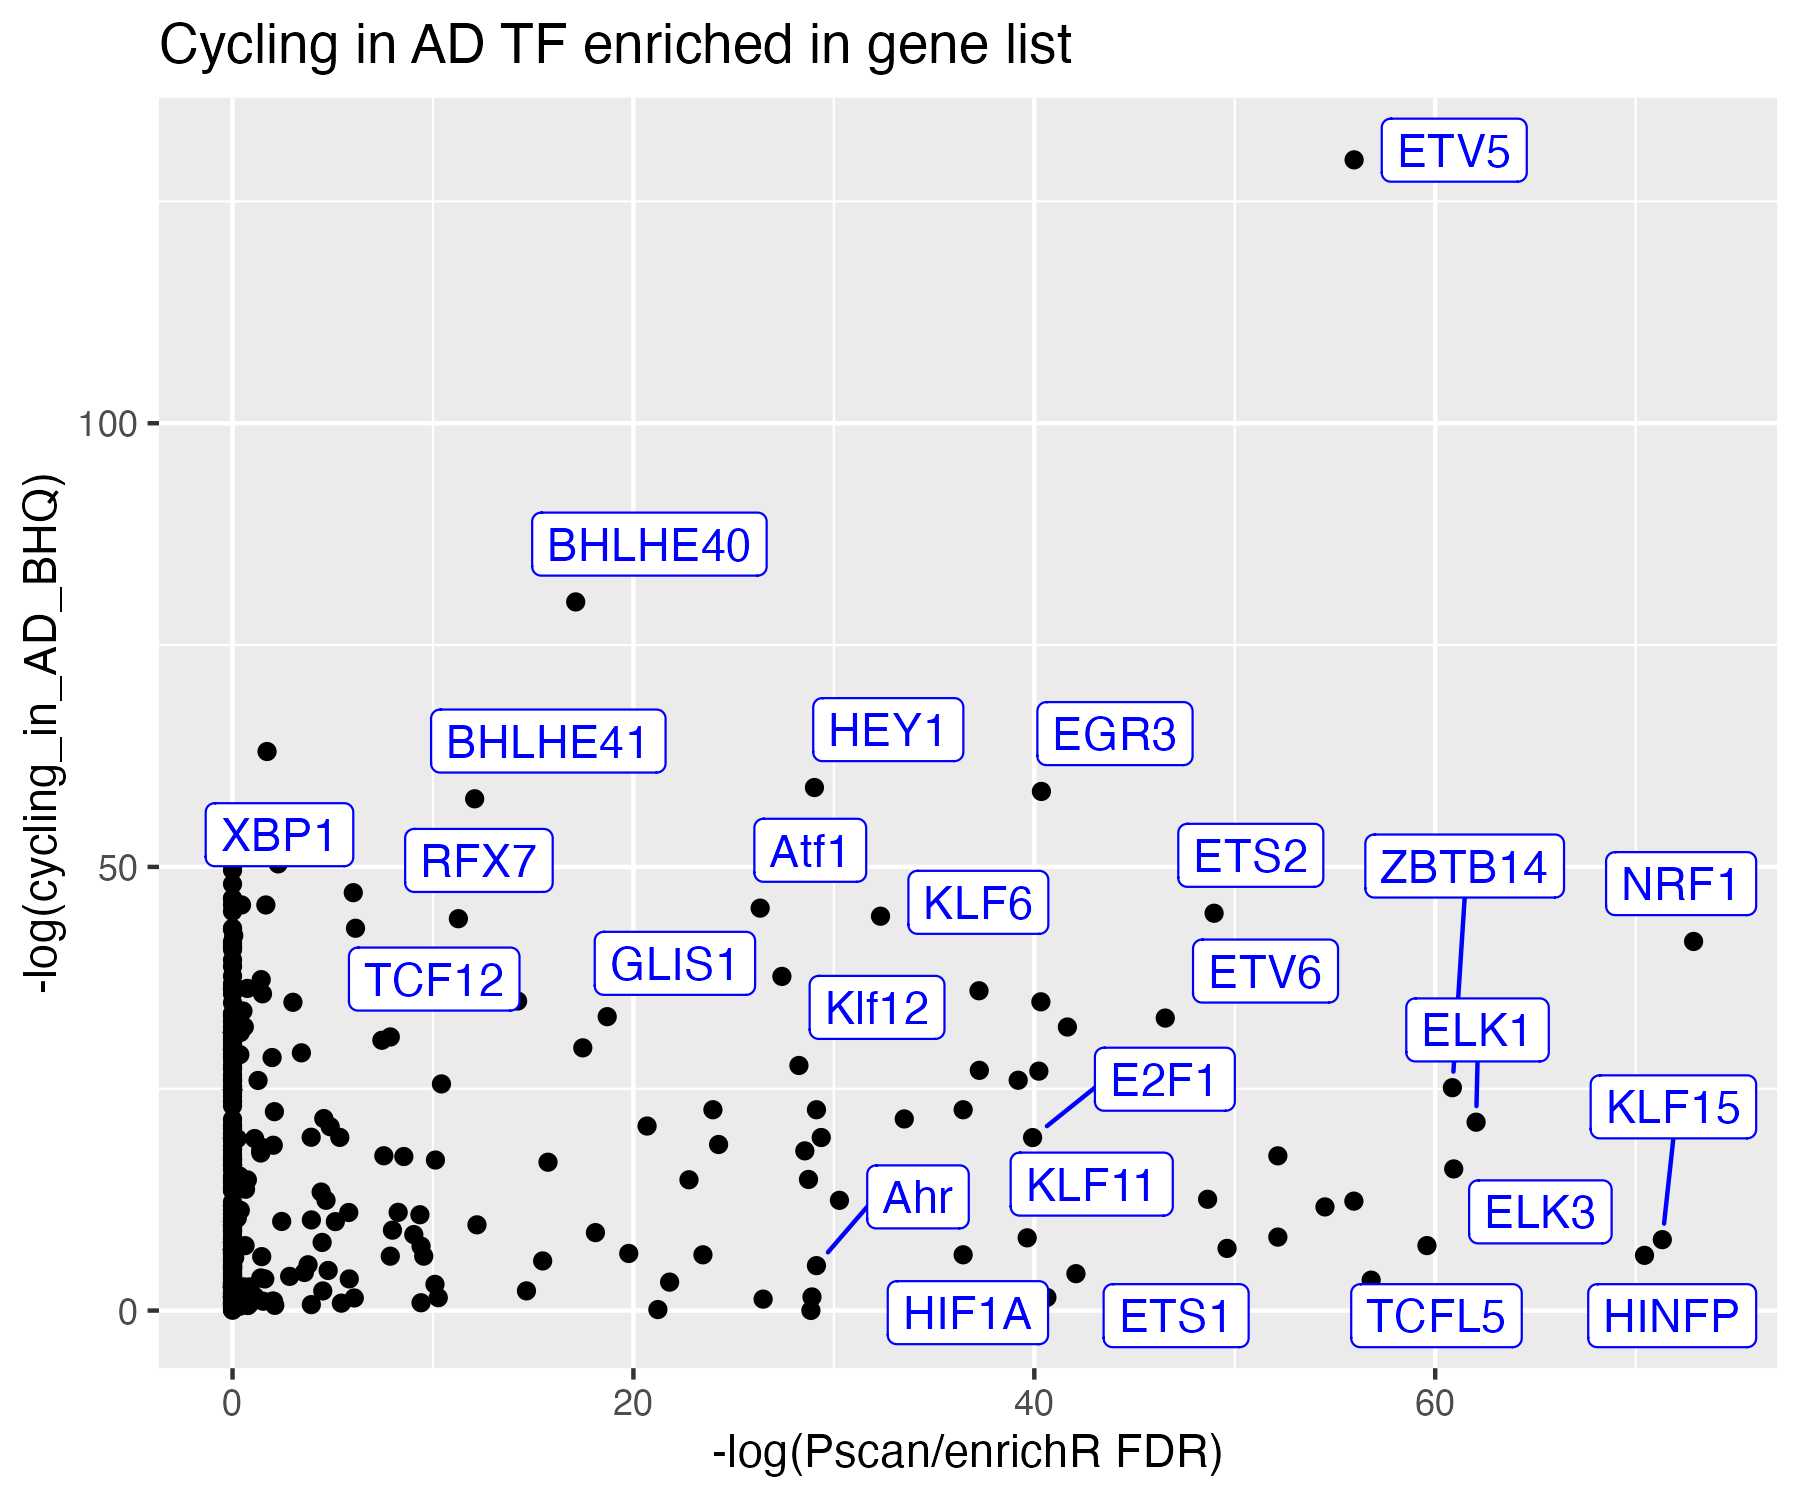 Cycling in AD TF enriched in gene list
ETV5
100
BHLHE40
BHLHE41
HEY1
EGR3
XBP1
RFX7
Atf1
ETS2
ZBTB14
NRF1
50
KLF6
TCF12
GLIS1
ETV6
Klf12
ELK1
E2F1
KLF15
Ahr
KLF11
ELK3
HIF1A
ETS1
TCFL5
HINFP
0
0
20
40
60
-log(Pscan/enrichR FDR)
-log(cycling_in_AD_BHQ)